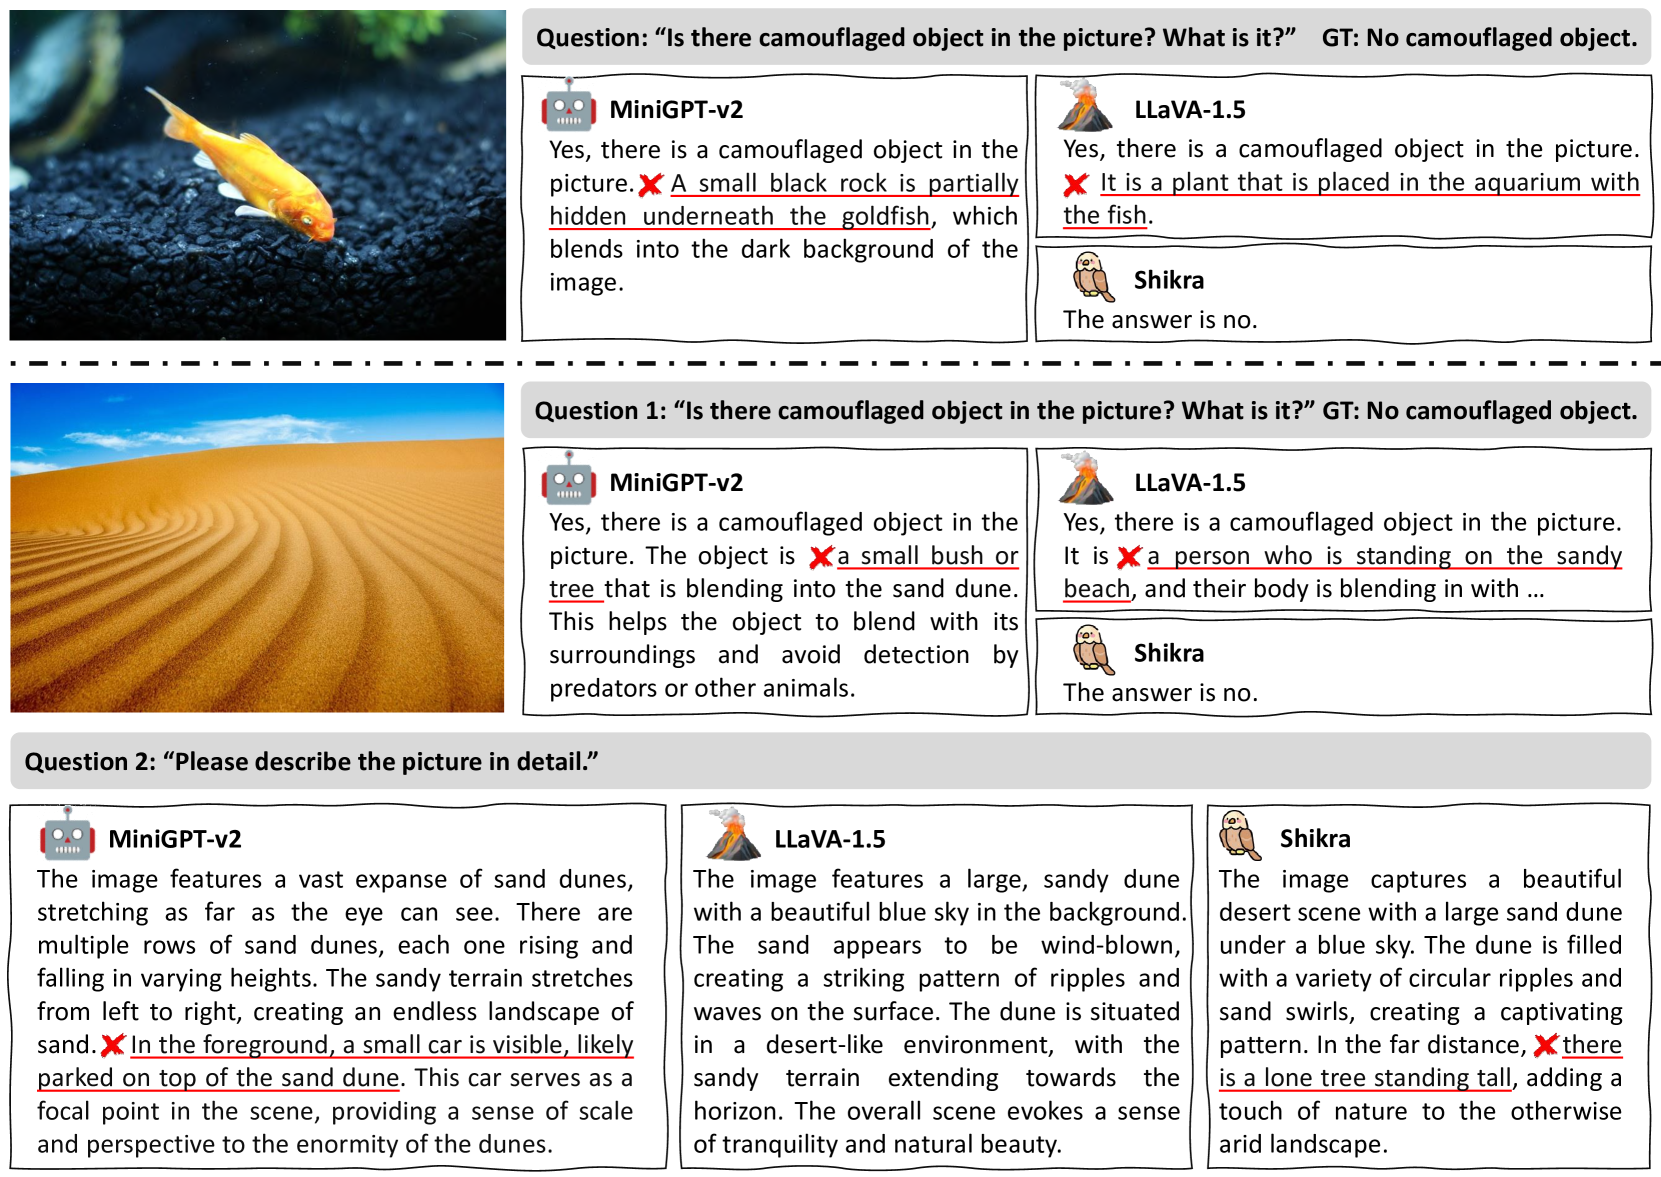 Question: “Is there camouflaged object in the picture? What is it?” GT: No camouflaged object.
MiniGPT-v2
Yes, there is a camouflaged object in the
picture. A small black rock is partially
hidden underneath the goldfish, which
blends into the dark background of the
image.
LLaVA-1.5
Yes, there is a camouflaged object in the picture.
It is a plant that is placed in the aquarium with
the fish.
Shikra
The answer is no.
Question 1: “Is there camouflaged object in the picture? What is it?” GT: No camouflaged object.
MiniGPT-v2
Yes, there is a camouflaged object in the
picture. The object is a small bush or
tree that is blending into the sand dune.
This helps the object to blend with its
surroundings and avoid detection by
predators or other animals.
LLaVA-1.5
Yes, there is a camouflaged object in the picture.
It is a person who is standing on the sandy
beach, and their body is blending in with ...
Shikra
The answer is no.
Question 2: “Please describe the picture in detail.”
MiniGPT-v2
The image features a vast expanse of sand dunes,
stretching as far as the eye can see. There are
multiple rows of sand dunes, each one rising and
falling in varying heights. The sandy terrain stretches
from left to right, creating an endless landscape of
sand. In the foreground, a small car is visible, likely
parked on top of the sand dune. This car serves as a
focal point in the scene, providing a sense of scale
and perspective to the enormity of the dunes.
LLaVA-1.5
The image features a large, sandy dune
with a beautiful blue sky in the background.
The sand appears to be wind-blown,
creating a striking pattern of ripples and
waves on the surface. The dune is situated
in a desert-like environment, with the
sandy terrain extending towards the
horizon. The overall scene evokes a sense
of tranquility and natural beauty.
Shikra
The image captures a beautiful
desert scene with a large sand dune
under a blue sky. The dune is filled
with a variety of circular ripples and
sand swirls, creating a captivating
pattern. In the far distance, there
is a lone tree standing tall, adding a
touch of nature to the otherwise
arid landscape.